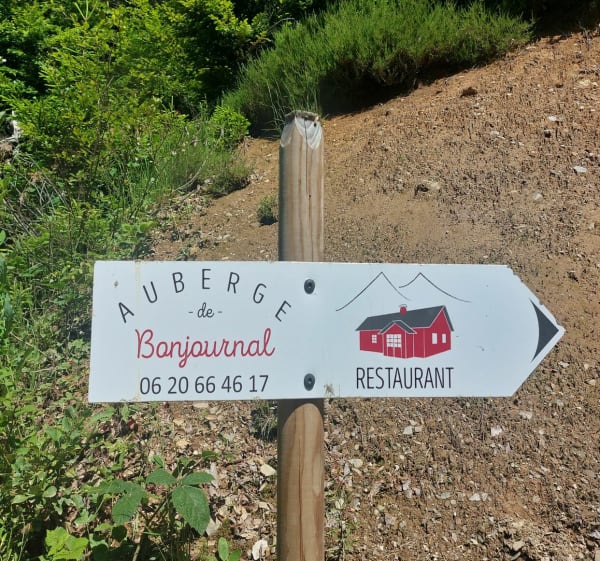 AUBERGE
- de -
Bonjournal
06 20 66 46 17
RESTAURANT